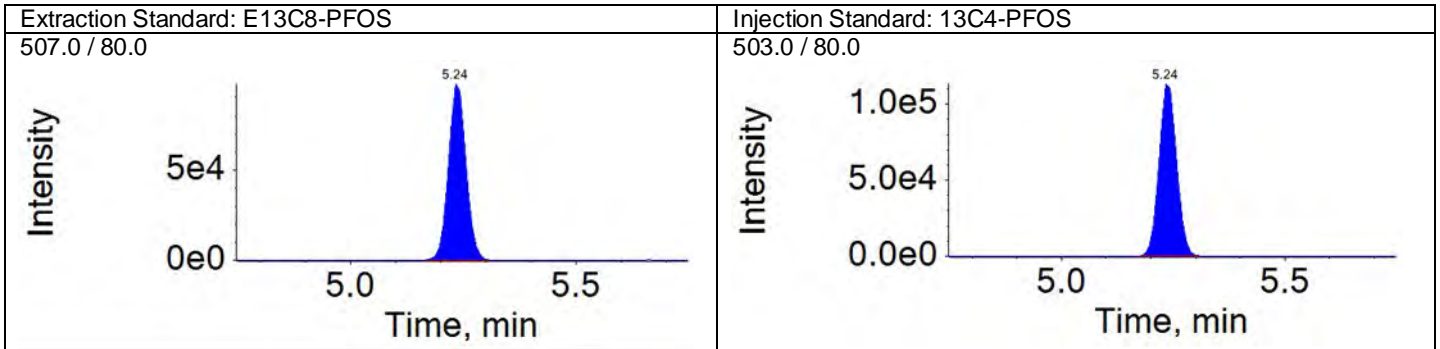 Extraction Standard: E13C8-PFOS
507.0 / 80.0
5.24
Intensity
5e4
0e0
5.0 5.5
Time, min
Injection Standard: 13C4-PFOS
503.0 / 80.0
5.24
Intensity
1.0e5
5.0e4
0.0e0
5.0 5.5
Time, min